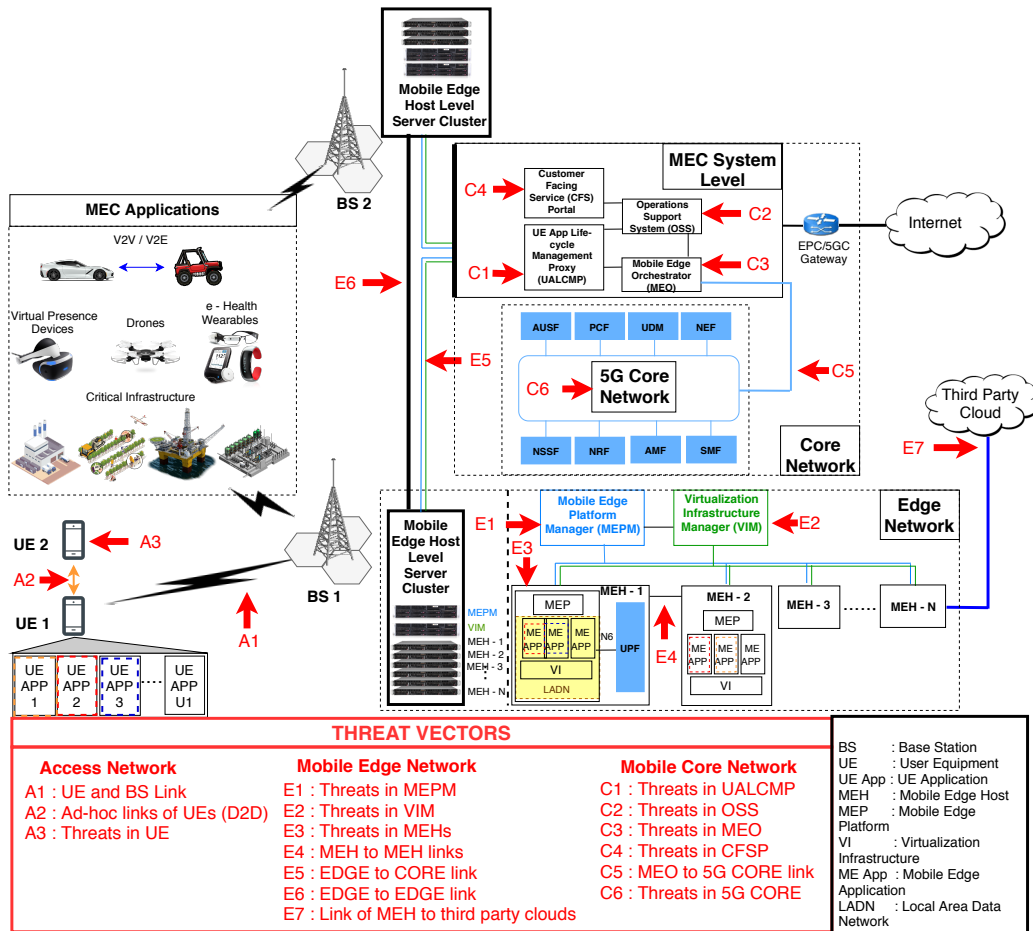 Mobile Edge
Host Level
Server Cluster
BS 2
MEC System
Level
C4
Customer
Facing
Service (CFS)
Portal
Operations
Support
System (OSS)
C2
UE App Life-
cycle
Management
Proxy
(UALCMP)
C1
Mobile Edge
Orchestrator
(MEO)
C3
EPC/5GC
Gateway
Internet
MEC Applications
V2V / V2E
Virtual Presence
Devices
Drones
e - Health
Wearables
Critical Infrastructure
E6
E5
AUSF
PCF
UDM
NEF
C6
5G Core
Network
NSSF
NRF
AMF
SMF
C5
Core
Network
Third Party
Cloud
E7
UE 2
A3
A2
UE 1
A1
BS 1
UE
APP
1
UE
APP
2
UE
APP
3
UE
APP
U1
Mobile
Edge Host
Level
Server
Cluster
MEPM
VIM
MEH - 1
MEH - 2
MEH - 3
MEH - N
E1
Mobile Edge
Platform
Manager (MEPM)
Virtualization
Infrastructure
Manager (VIM)
E2
Edge
Network
E3
MEH - 1
MEP
ME
APP
ME
APP
ME
APP
VI
LADN
N6
UPF
E4
MEH - 2
MEP
ME
APP
ME
APP
ME
APP
VI
MEH - 3
MEH - N
THREAT VECTORS
Access Network
A1 : UE and BS Link
A2 : Ad-hoc links of UEs (D2D)
A3 : Threats in UE
Mobile Edge Network
E1 : Threats in MEPM
E2 : Threats in VIM
E3 : Threats in MEHs
E4 : MEH to MEH links
E5 : EDGE to CORE link
E6 : EDGE to EDGE link
E7 : Link of MEH to third party clouds
Mobile Core Network
C1 : Threats in UALCMP
C2 : Threats in OSS
C3 : Threats in MEO
C4 : Threats in CFSP
C5 : MEO to 5G CORE link
C6 : Threats in 5G CORE
BS : Base Station
UE : User Equipment
UE App : UE Application
MEH : Mobile Edge Host
MEP : Mobile Edge
Platform
VI : Virtualization
Infrastructure
ME App : Mobile Edge
Application
LADN : Local Area Data
Network